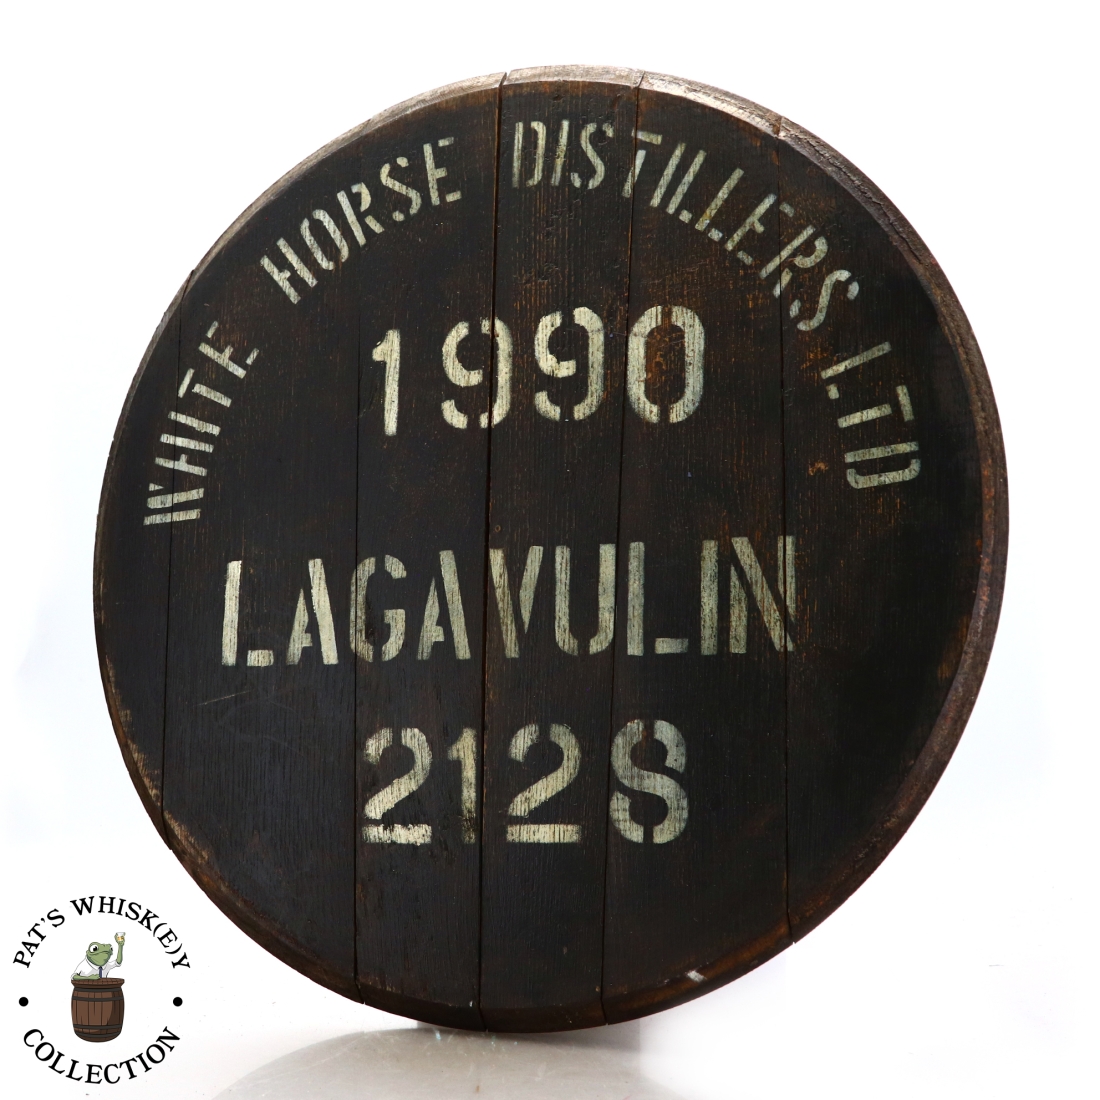 WHITE HORSE DISTILLERS LTD
1990
LAGAVULIN
212S
PAT'S WHISK(E)Y
• COLLECTION •